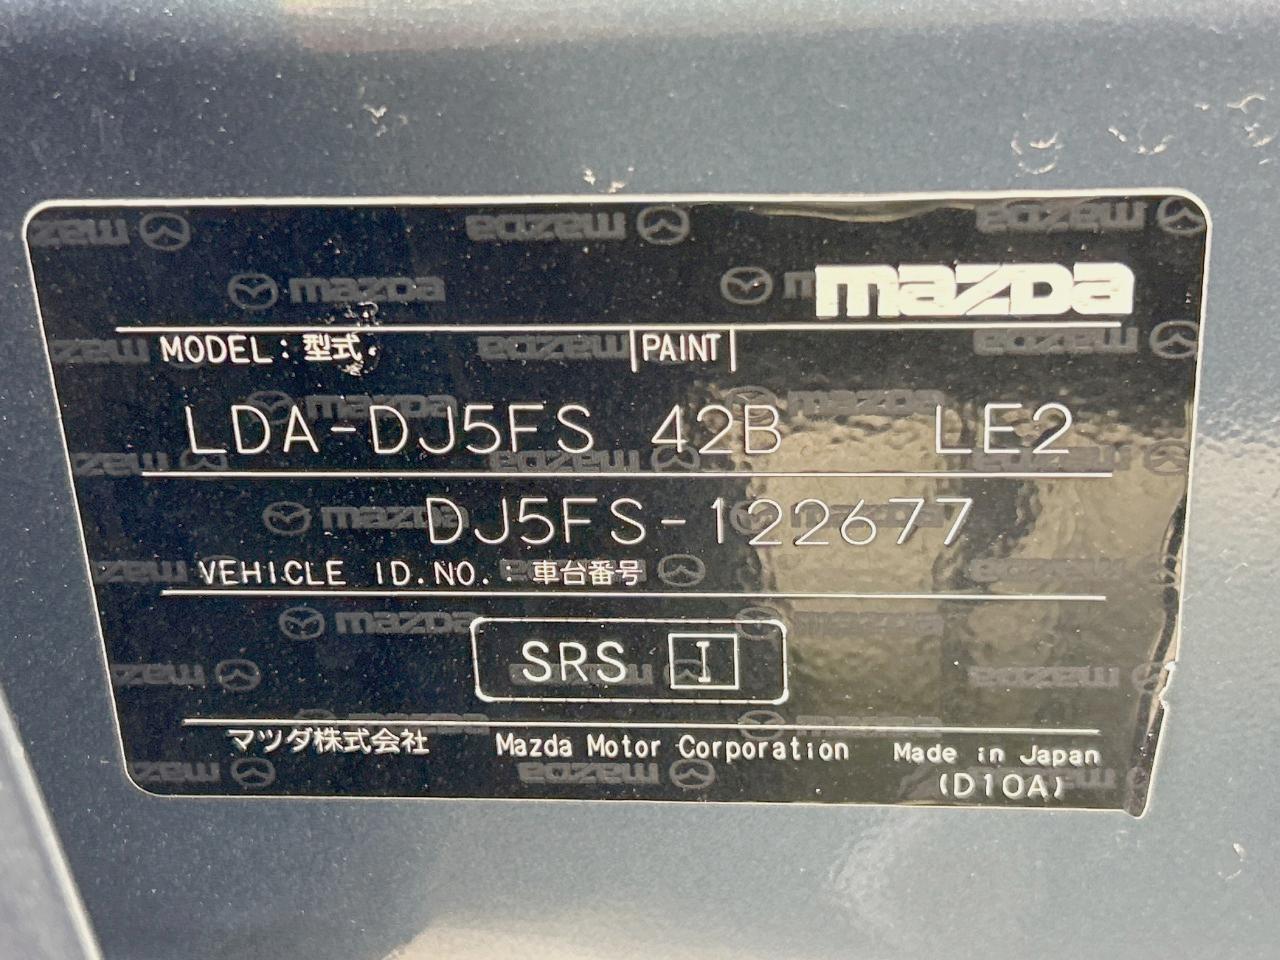 mazda
MODEL: 型式 PAINT
LDA-DJ5FS 42B LE2
DJ5FS-122677
VEHICLE ID.NO.: 車台番号
SRS I
マツダ株式会社 Mazda Motor Corporation Made in Japan
(D10A)